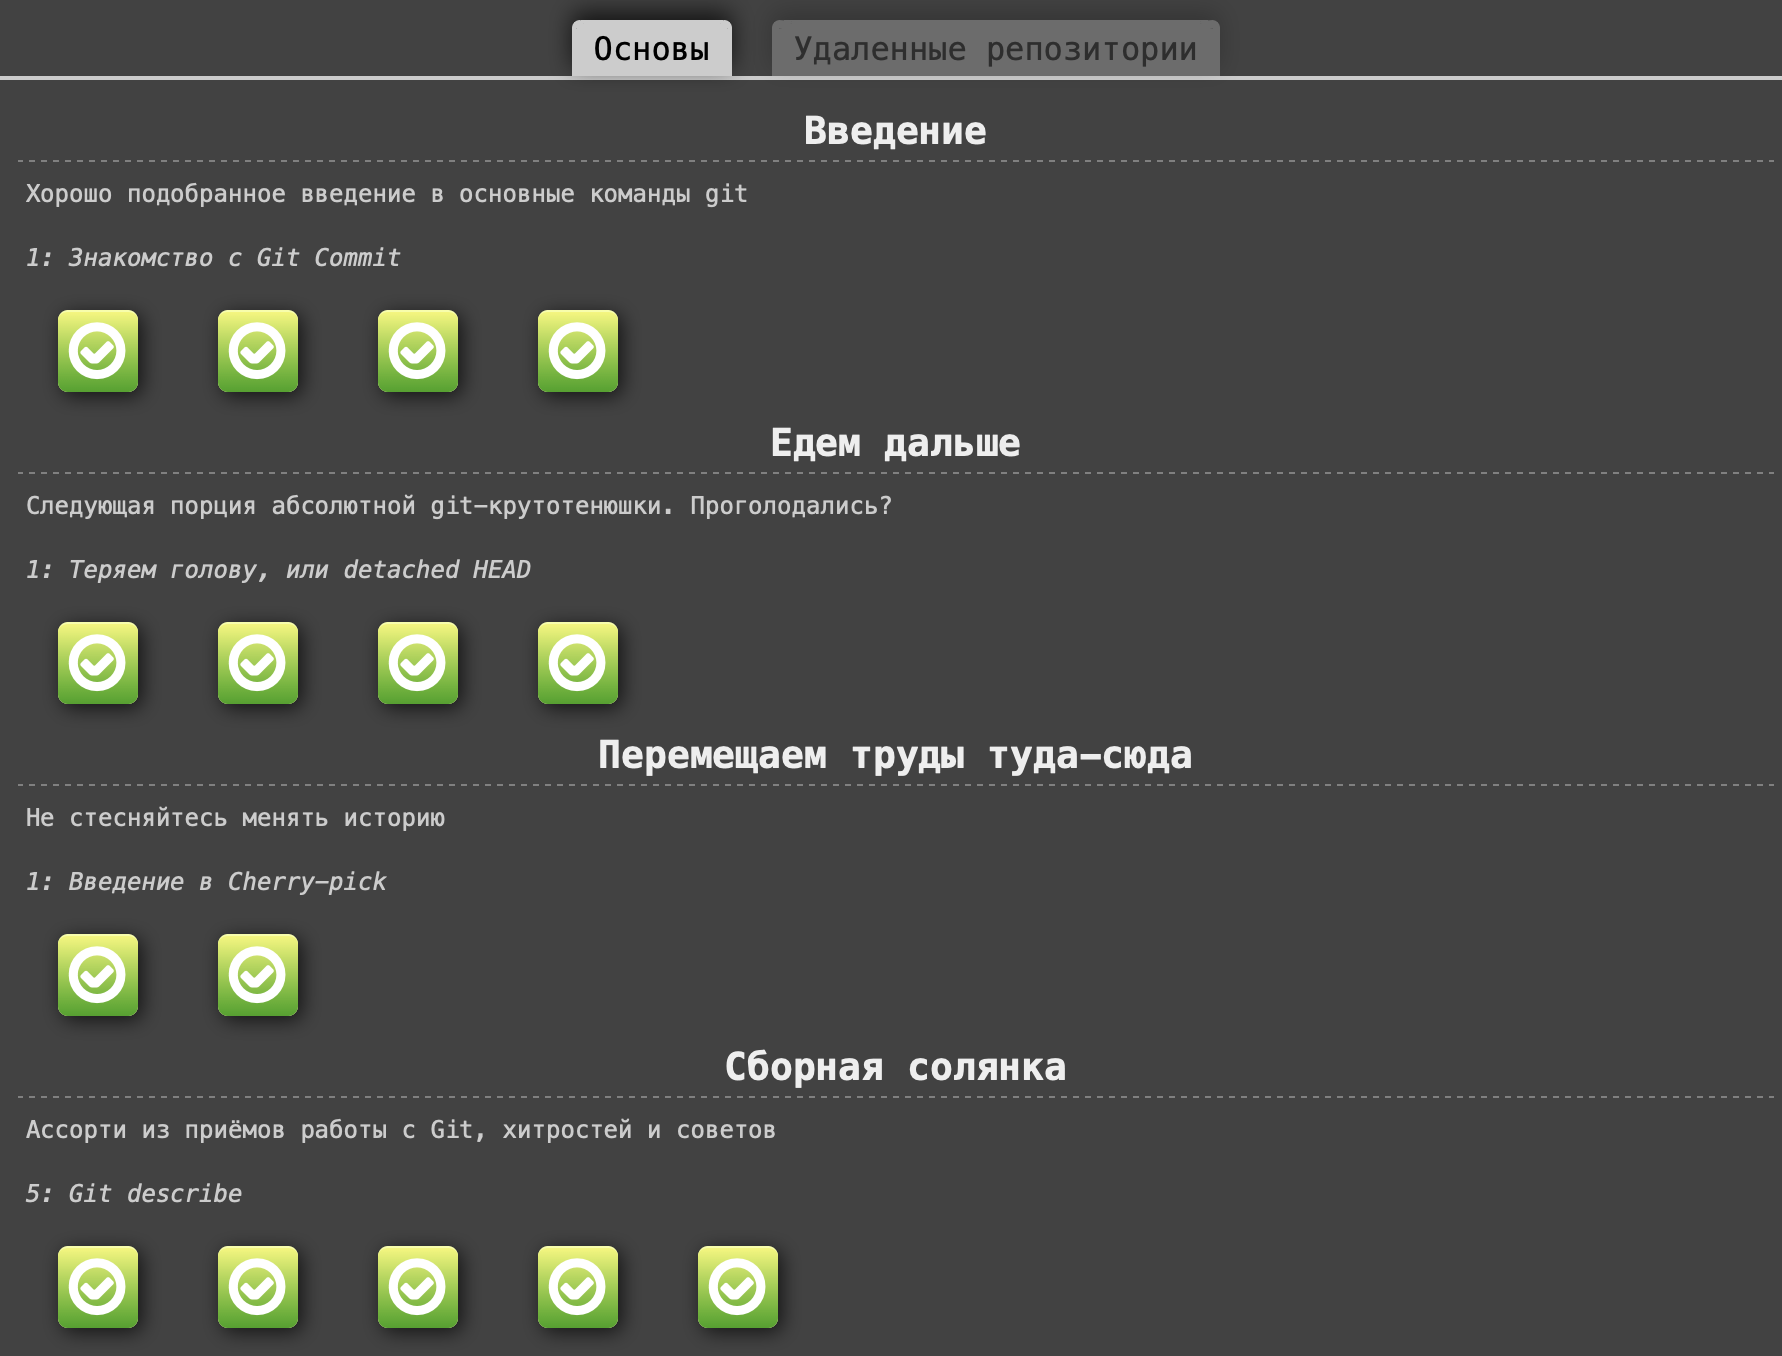 Основы
Удаленные репозитории
Введение
Хорошо подобранное введение в основные команды git
1: Знакомство с Git Commit
Едем дальше
Следующая порция абсолютной git-крутотенюшки. Проголодались?
1: Теряем голову, или detached HEAD
Перемещаем труды туда-сюда
Не стесняйтесь менять историю
1: Введение в Cherry-pick
Сборная солянка
Ассорти из приёмов работы с Git, хитростей и советов
5: Git describe